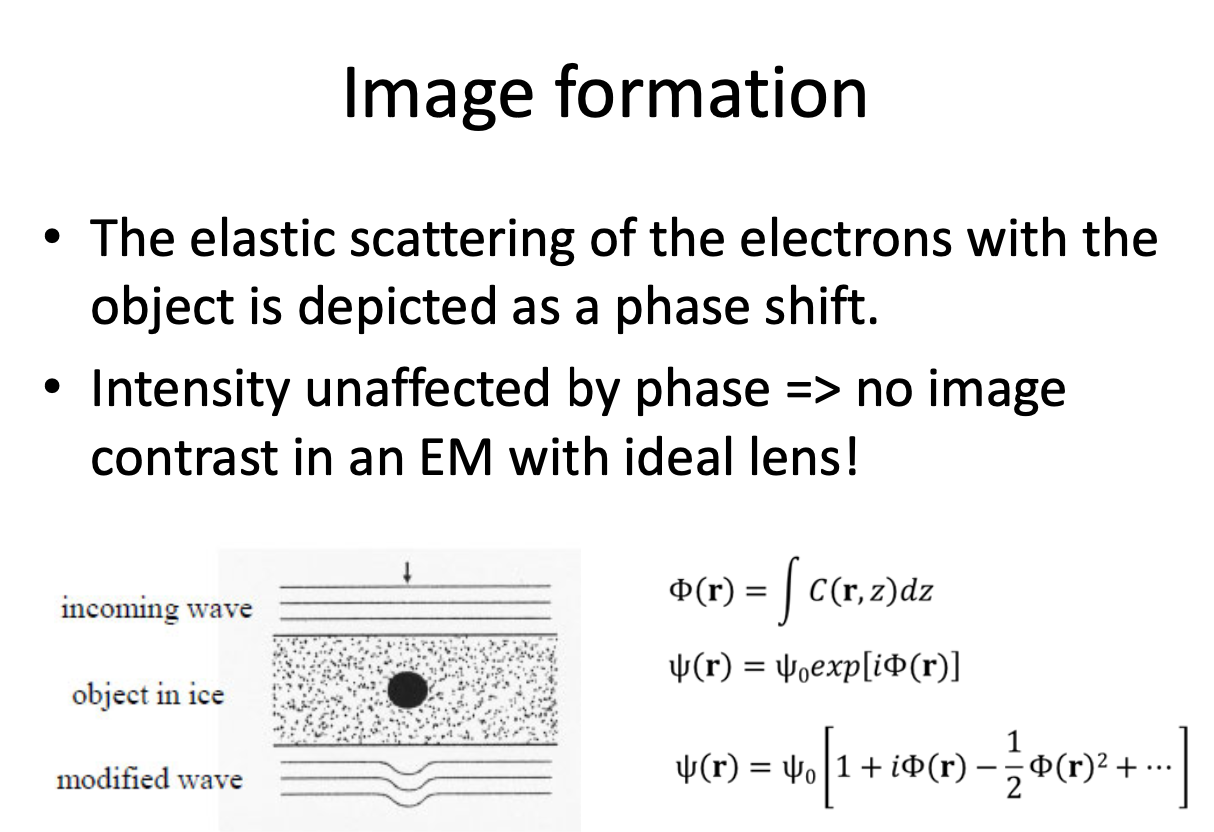 Image formation
• The elastic scattering of the electrons with the
object is depicted as a phase shift.
• Intensity unaffected by phase => no image
contrast in an EM with ideal lens!
incoming wave
object in ice
modified wave
Φ(𝐫) = ∫ C(𝐫, z)dz
ψ(𝐫) = ψ₀exp[iΦ(𝐫)]
ψ(𝐫) = ψ₀[1 + iΦ(𝐫) − 1/2 Φ(𝐫)² + ⋯]